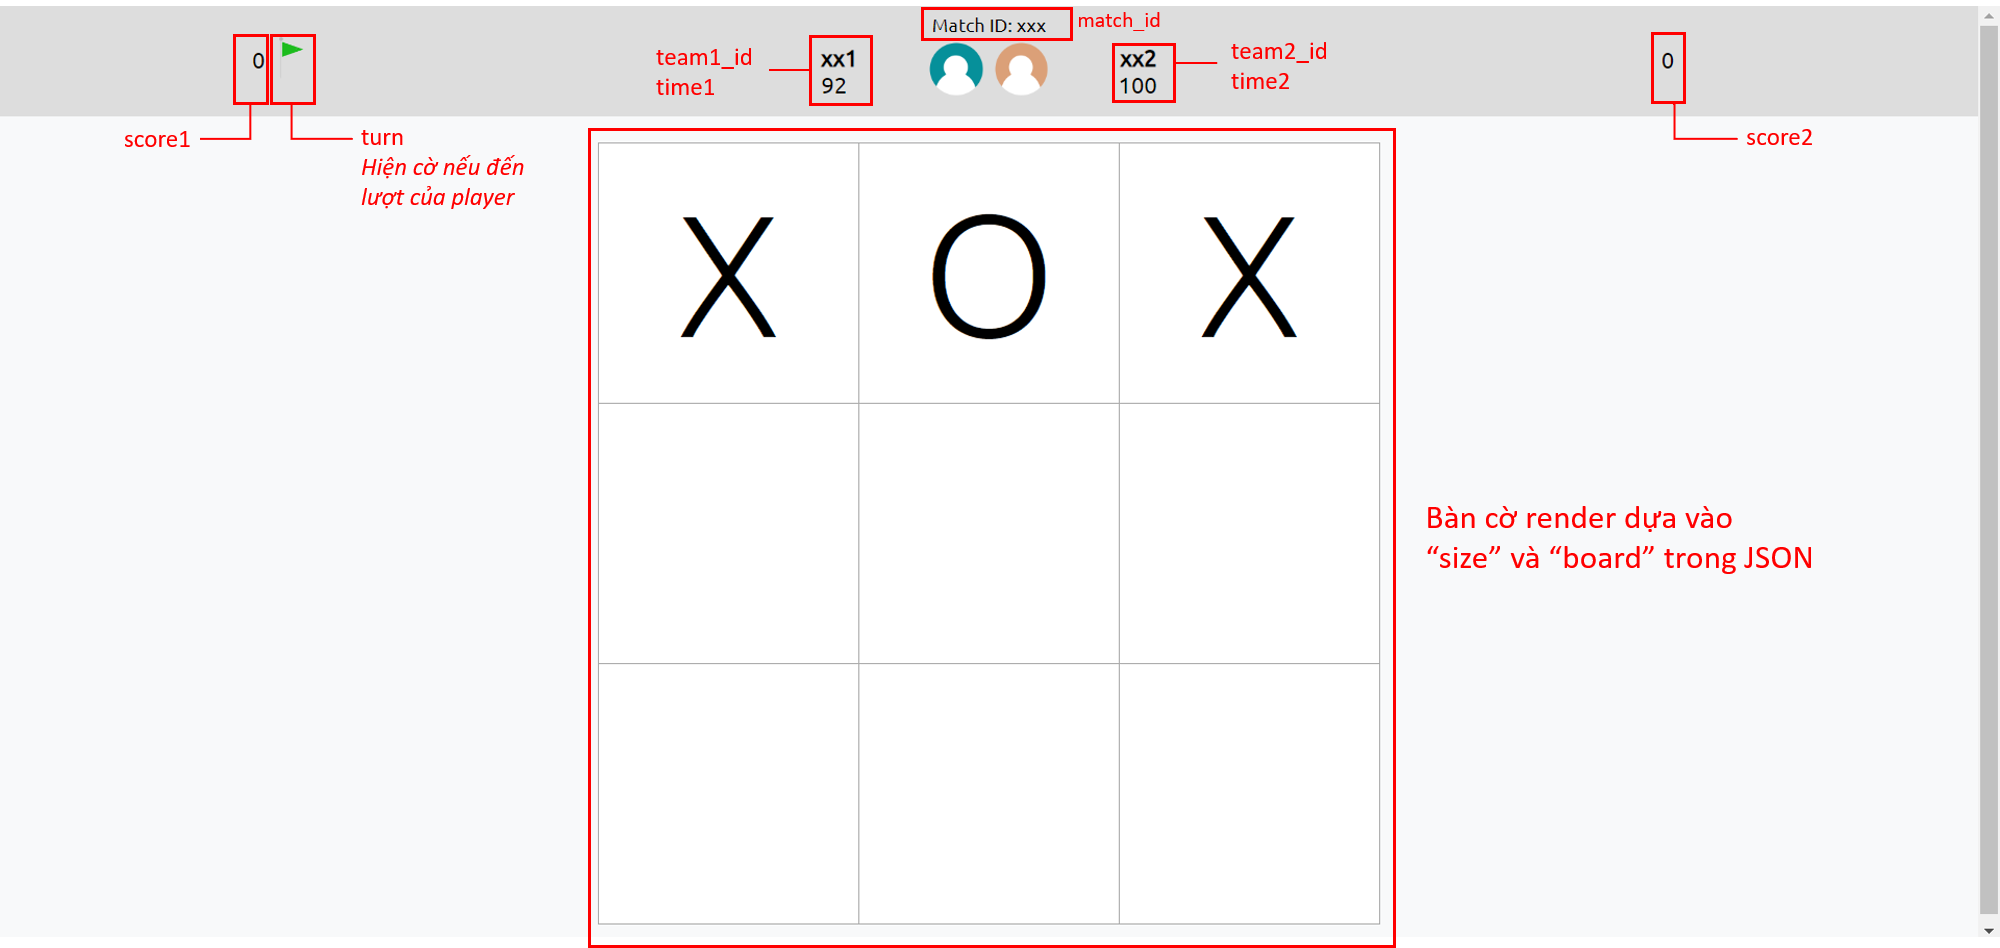 Match ID: xxx
match_id
0
team1_id
time1
xx1
92
xx2
100
team2_id
time2
0
score1
turn
Hiện cờ nếu đến
lượt của player
score2
X O X
Bàn cờ render dựa vào
“size” và “board” trong JSON